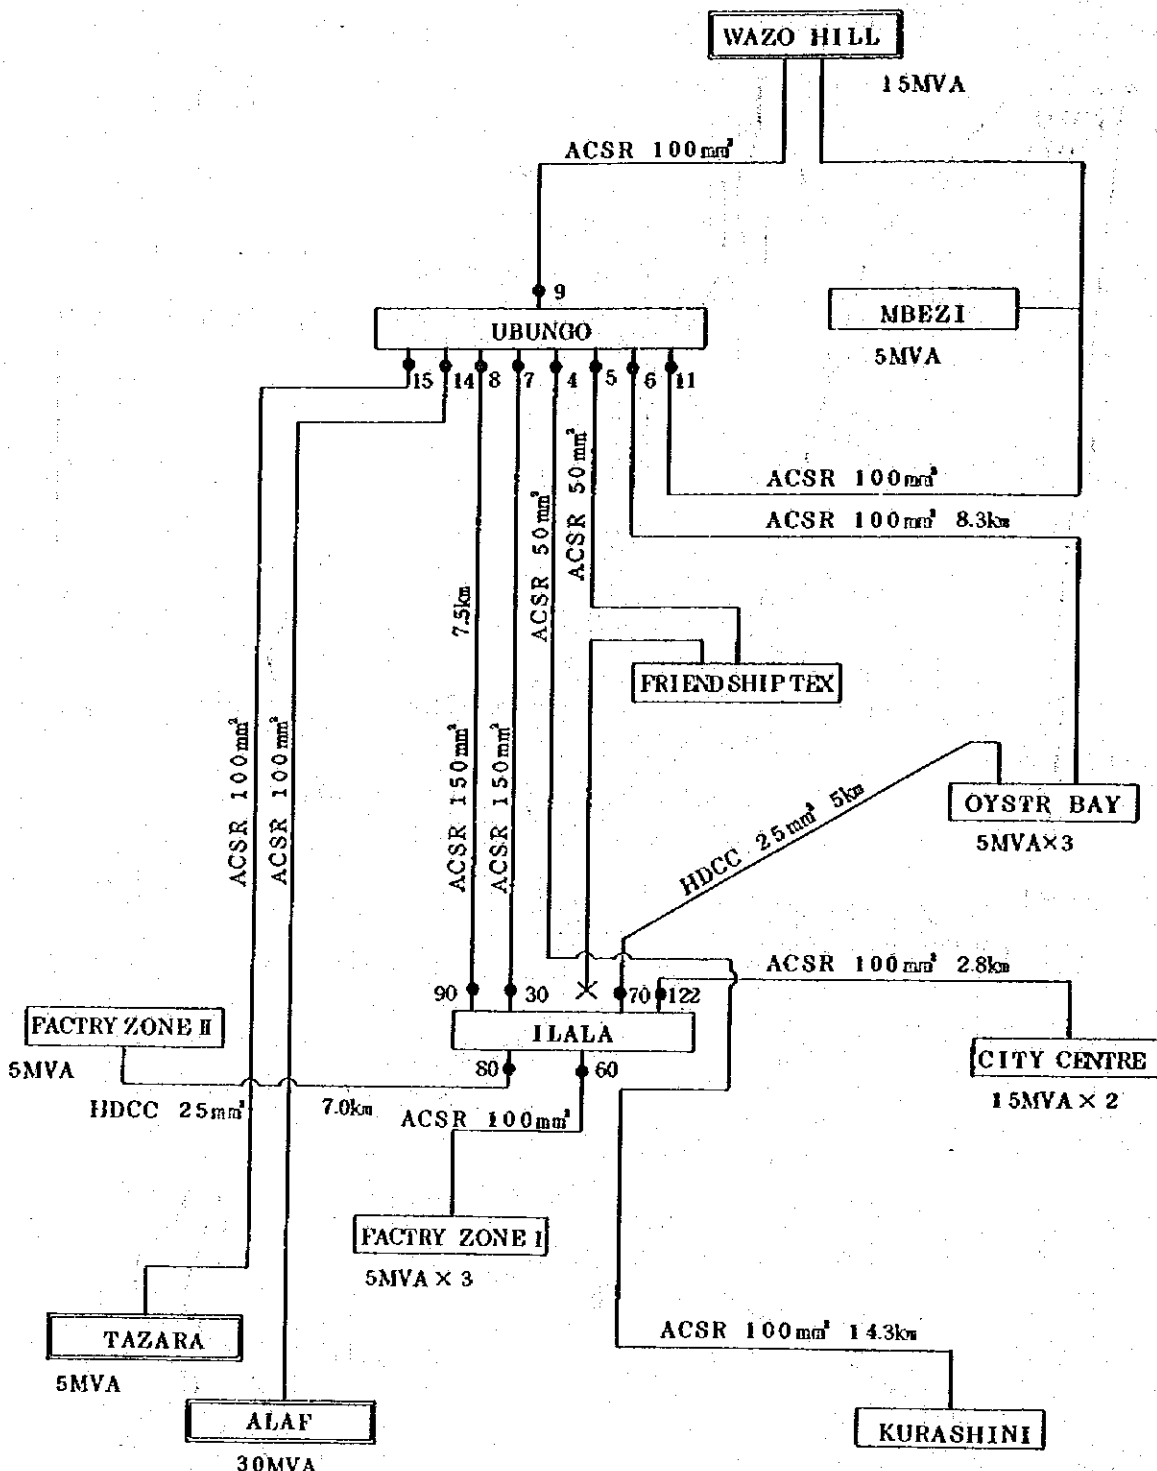 WAZO HILL
15MVA
ACSR 100mm²
9
UBUNGO
MBEZI
5MVA
15
14
8
7
4
5
6
11
ACSR 100mm²
ACSR 100mm² 8.3km
ACSR 50mm²
ACSR 50mm²
7.5km
FRIENDSHIP TEX
ACSR 100mm²
ACSR 100mm²
ACSR 150mm²
ACSR 150mm²
HDCC 25mm² 5km
OYSTR BAY
5MVA×3
ACSR 100mm² 2.8km
90
30
70
122
FACTRY ZONE II
ILALA
5MVA
CITY CENTRE
15MVA×2
80
60
HDCC 25mm²
7.0km
ACSR 100mm²
FACTRY ZONE I
5MVA×3
TAZARA
5MVA
ACSR 100mm² 14.3km
ALAF
30MVA
KURASHINI